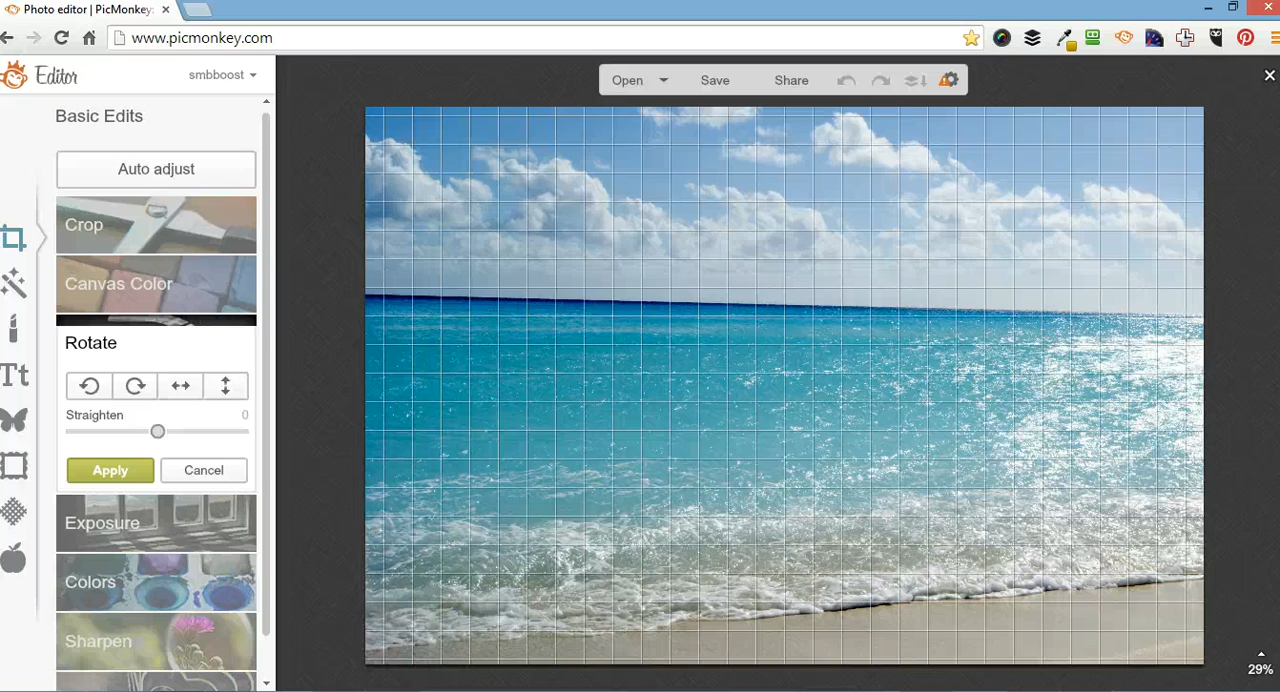 Photo editor | PicMonkey:
www.picmonkey.com
Editor
smbboost
Open
Save
Share
Basic Edits
Auto adjust
Crop
Canvas Color
Rotate
Straighten 0
Apply
Cancel
Exposure
Colors
Sharpen
Tt
29%